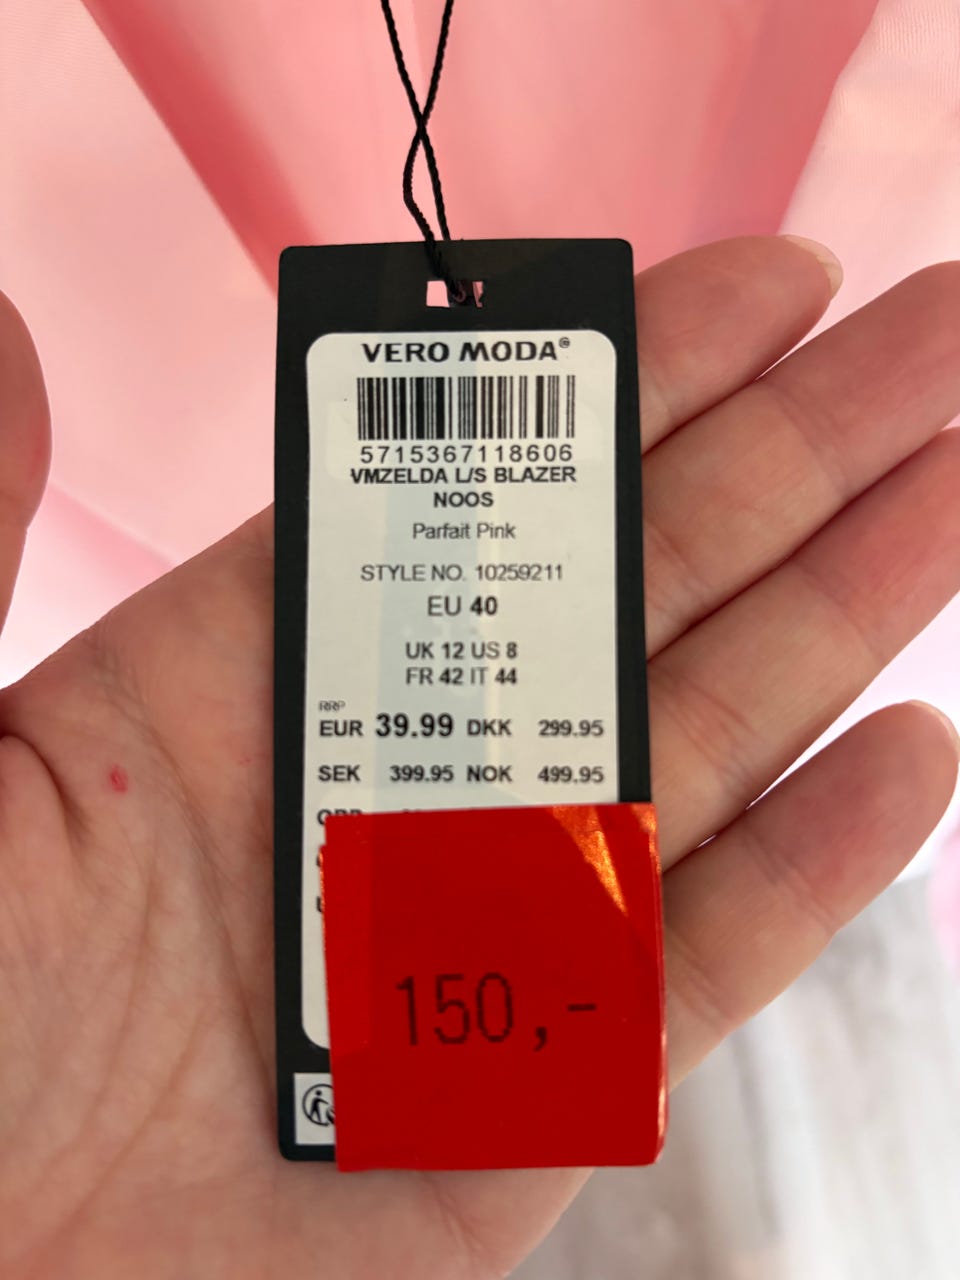 VERO MODA®
5715367118606
VMZELDA L/S BLAZER
NOOS
Parfait Pink
STYLE NO. 10259211
EU 40
UK 12 US 8
FR 42 IT 44
RRP
EUR 39.99 DKK 299.95
SEK 399.95 NOK 499.95
150,-